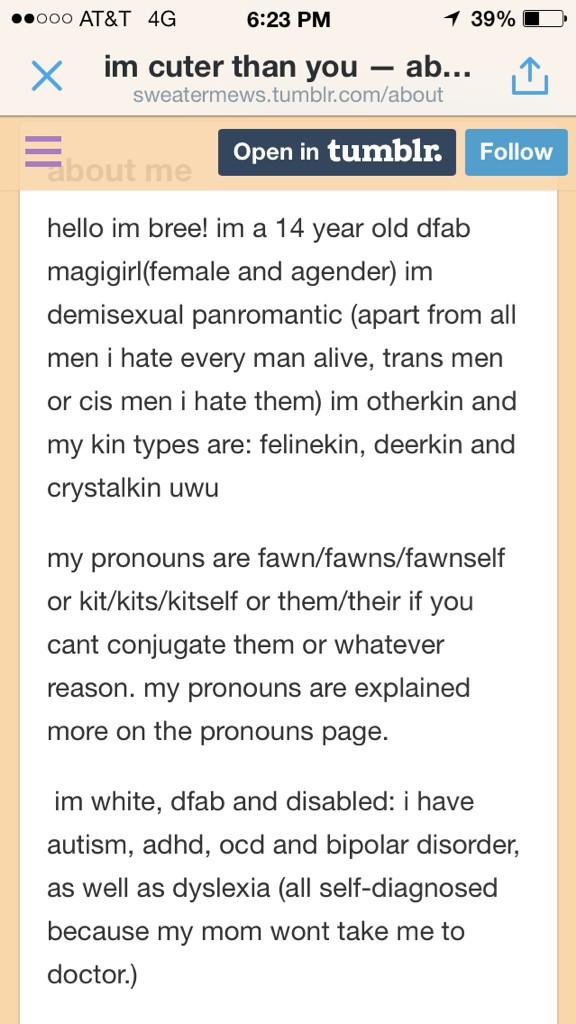 AT&T 4G 6:23 PM 39%
im cuter than you — ab...
sweatermews.tumblr.com/about
about me
Open in tumblr.
Follow
hello im bree! im a 14 year old dfab
magigirl(female and agender) im
demisexual panromantic (apart from all
men i hate every man alive, trans men
or cis men i hate them) im otherkin and
my kin types are: felinekin, deerkin and
crystalkin uwu
my pronouns are fawn/fawns/fawnself
or kit/kits/kitself or them/their if you
cant conjugate them or whatever
reason. my pronouns are explained
more on the pronouns page.
im white, dfab and disabled: i have
autism, adhd, ocd and bipolar disorder,
as well as dyslexia (all self-diagnosed
because my mom wont take me to
doctor.)